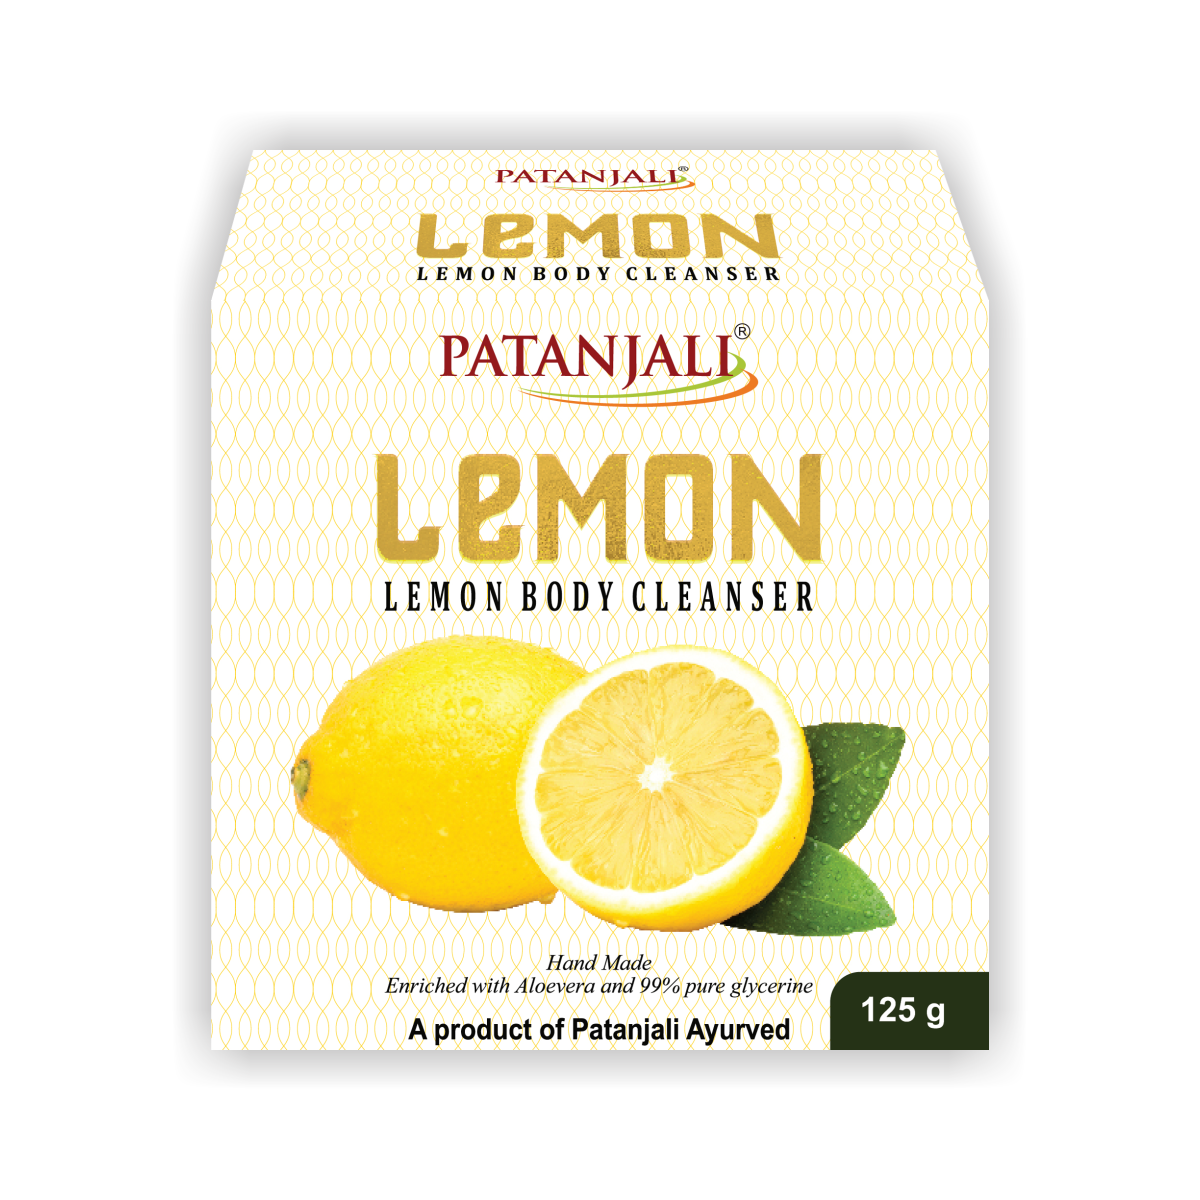 PATANJALI®
LEMON
LEMON BODY CLEANSER
PATANJALI®
LEMON
LEMON BODY CLEANSER
Hand Made
Enriched with Aloevera and 99% pure glycerine
A product of Patanjali Ayurved
125 g